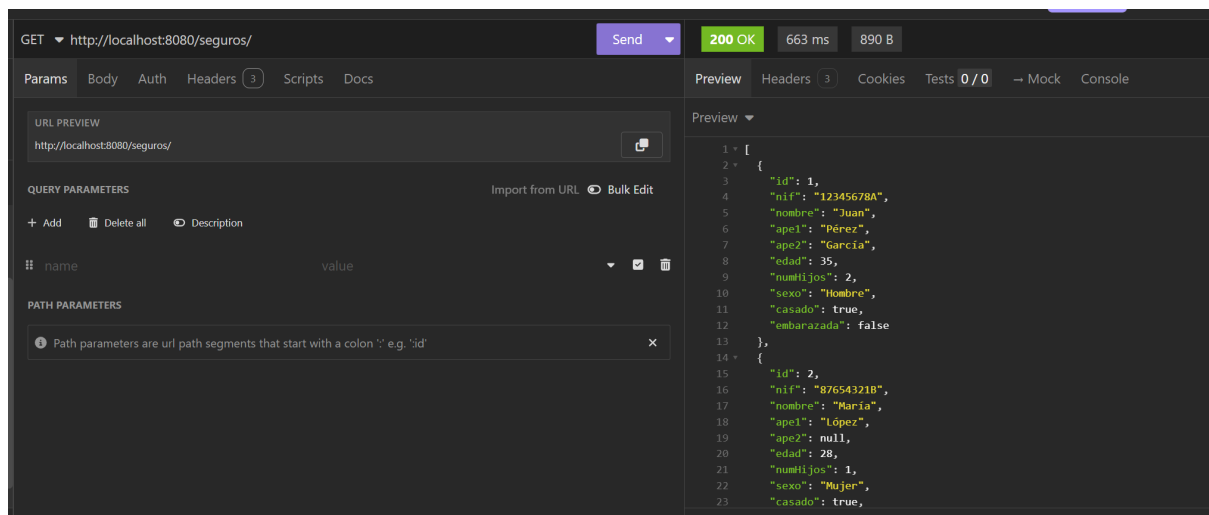 GET http://localhost:8080/seguros/ Send
Params Body Auth Headers 3 Scripts Docs
URL PREVIEW
http://localhost:8080/seguros/
QUERY PARAMETERS Import from URL Bulk Edit
+ Add Delete all Description
name value
PATH PARAMETERS
Path parameters are url path segments that start with a colon ':' e.g. ':id'
200 OK 663 ms 890 B
Preview Headers 3 Cookies Tests 0 / 0 → Mock Console
Preview
1 [
2 {
3 "id": 1,
4 "nif": "12345678A",
5 "nombre": "Juan",
6 "ape1": "Pérez",
7 "ape2": "García",
8 "edad": 35,
9 "numHijos": 2,
10 "sexo": "Hombre",
11 "casado": true,
12 "embarazada": false
13 },
14 {
15 "id": 2,
16 "nif": "87654321B",
17 "nombre": "María",
18 "ape1": "López",
19 "ape2": null,
20 "edad": 28,
21 "numHijos": 1,
22 "sexo": "Mujer",
23 "casado": true,